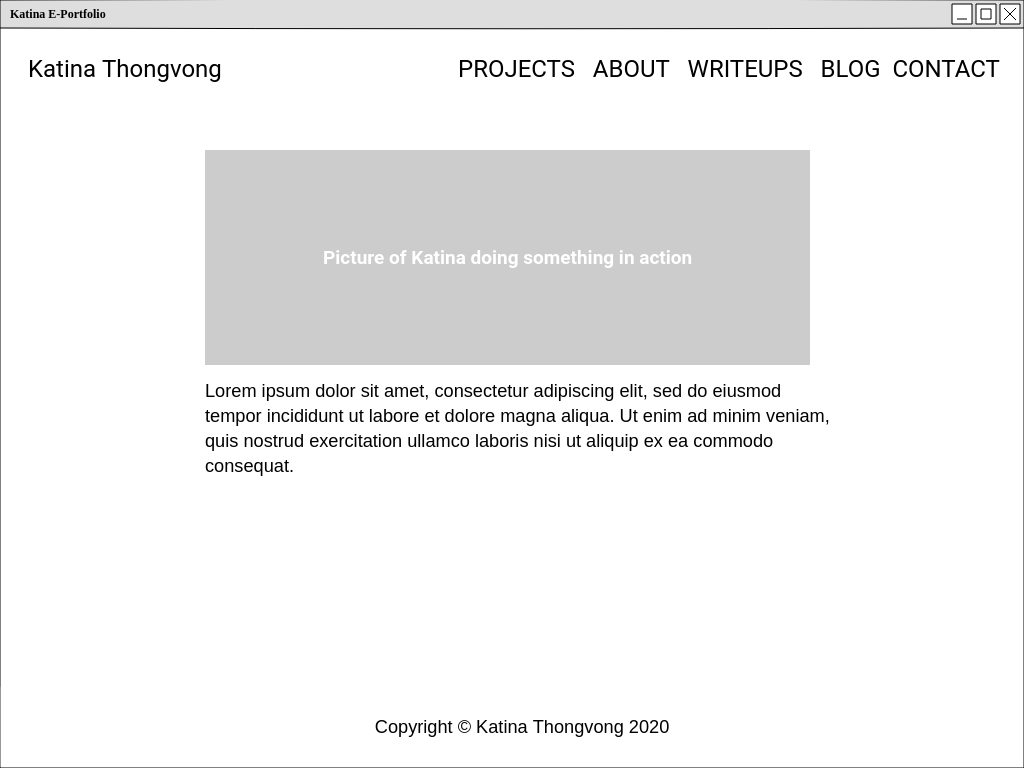 Katina E-Portfolio
Katina Thongvong
PROJECTS ABOUT WRITEUPS BLOG CONTACT
Picture of Katina doing something in action
Lorem ipsum dolor sit amet, consectetur adipiscing elit, sed do eiusmod
tempor incididunt ut labore et dolore magna aliqua. Ut enim ad minim veniam,
quis nostrud exercitation ullamco laboris nisi ut aliquip ex ea commodo
consequat.
Copyright © Katina Thongvong 2020